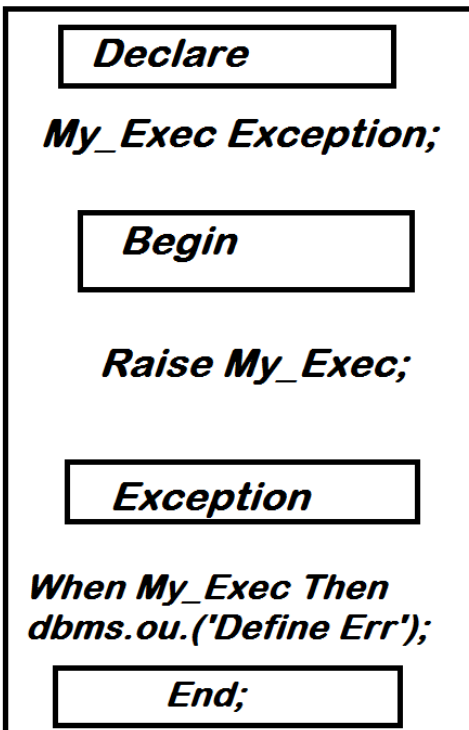 Declare
My_Exec Exception;
Begin
Raise My_Exec;
Exception
When My_Exec Then
dbms.ou.('Define Err');
End;